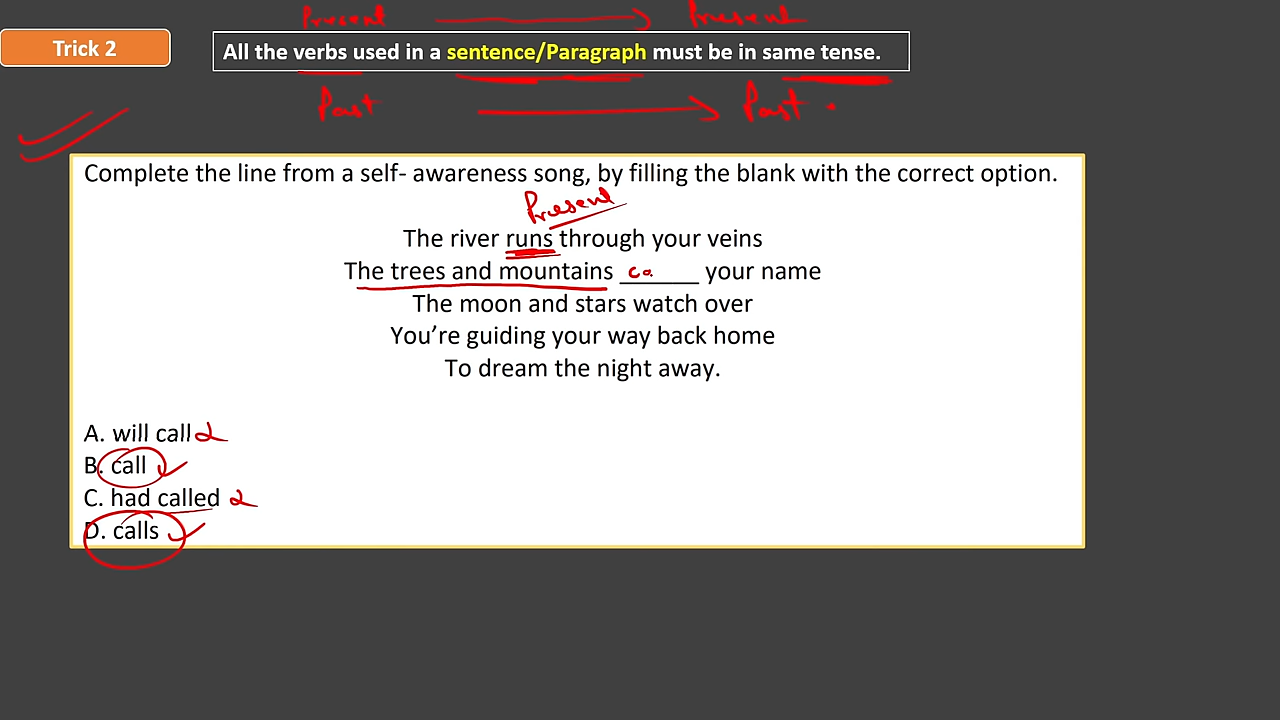 Present Present
Trick 2
All the verbs used in a sentence/Paragraph must be in same tense.
Past Past
Complete the line from a self- awareness song, by filling the blank with the correct option.
Present
The river runs through your veins
The trees and mountains ca______ your name
The moon and stars watch over
You’re guiding your way back home
To dream the night away.
A. will call
B. call
C. had called
D. calls